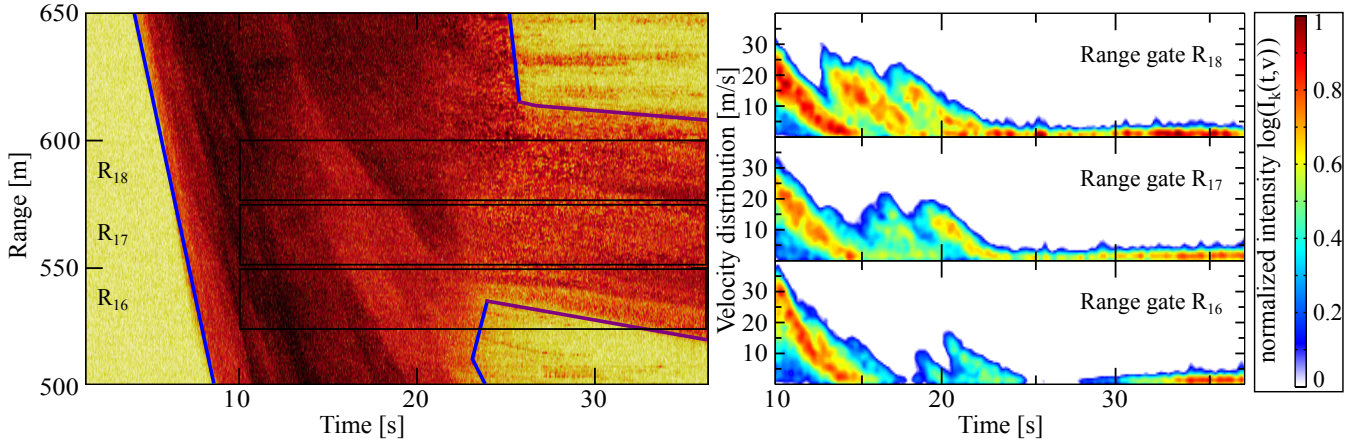 650
600
550
500
Range [m]
R18
R17
R16
10
20
30
Time [s]
Velocity distribution [m/s]
30
20
10
Range gate R18
30
20
10
Range gate R17
30
20
10
Range gate R16
10
20
30
Time [s]
normalized intensity log(Ik(t,v))
1
0.8
0.6
0.4
0.2
0